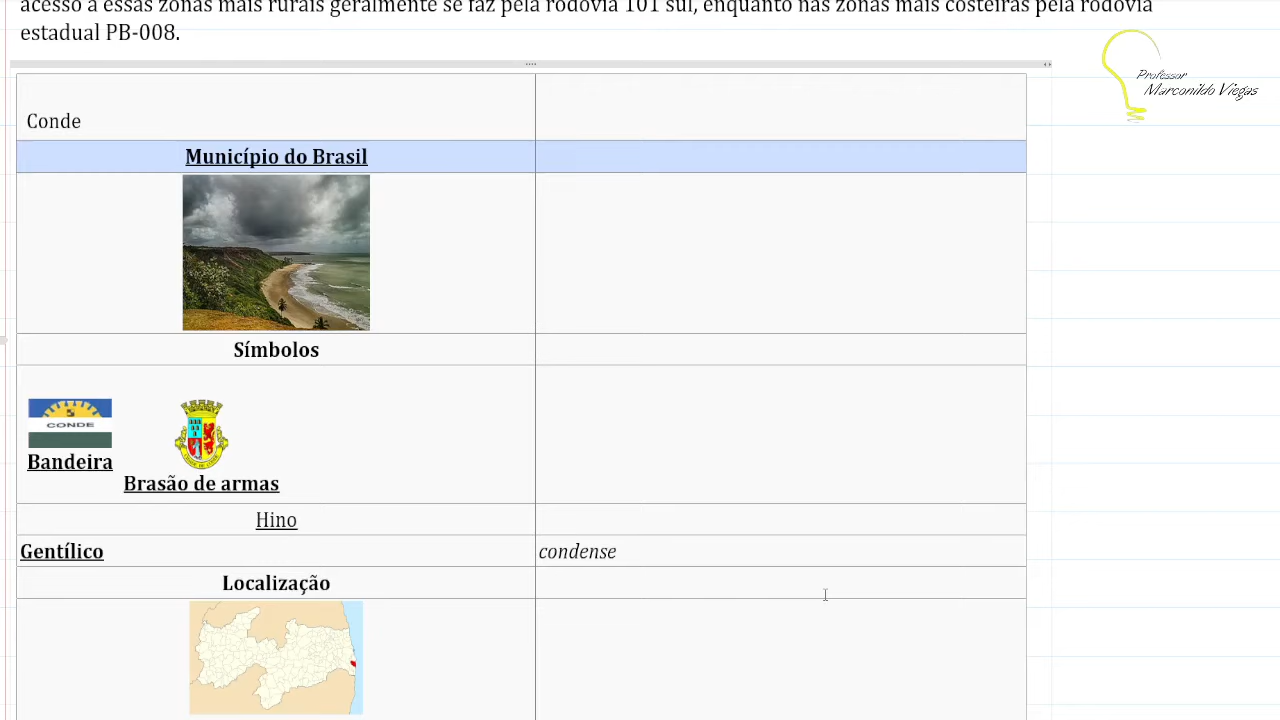 acesso a essas zonas mais rurais geralmente se faz pela rodovia 101 sul, enquanto nas zonas mais costeiras pela rodovia
estadual PB-008.
Professor
Marconildo Viegas
Conde
Município do Brasil
Símbolos
CONDE
Bandeira
Brasão de armas
Hino
Gentílico condense
Localização